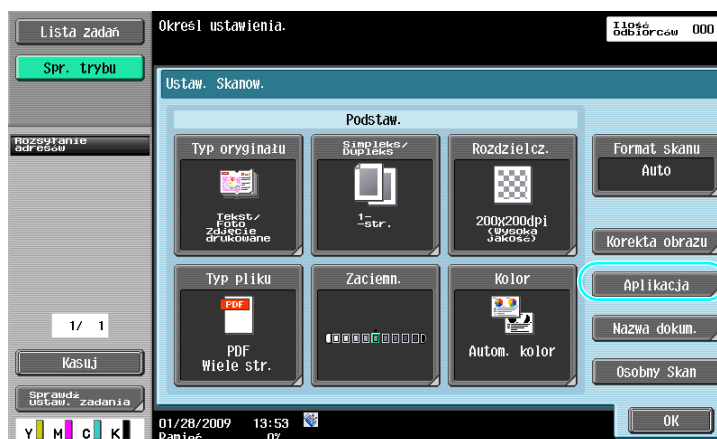 Lista zadań
Spr. trybu
Rozsyłanie
adresów
1/ 1
Kasuj
Sprawdź
ustaw. zadania
Y M C K
Określ ustawienia.
Ilość
odbiorców 000
Ustaw. Skanow.
Podstaw.
Typ oryginału
Tekst/
Foto
Zdjęcie
drukowane
Simpleks/
Dupleks
1-
-str.
Rozdzielcz.
200x200dpi
(Wysoka
jakość)
Typ pliku
PDF
PDF
Wiele str.
Zaciemn.
Kolor
Autom. kolor
Format skanu
Auto
Korekta obrazu
Aplikacja
Nazwa dokum.
Osobny Skan
01/28/2009 13:53
Pamięć 0%
OK